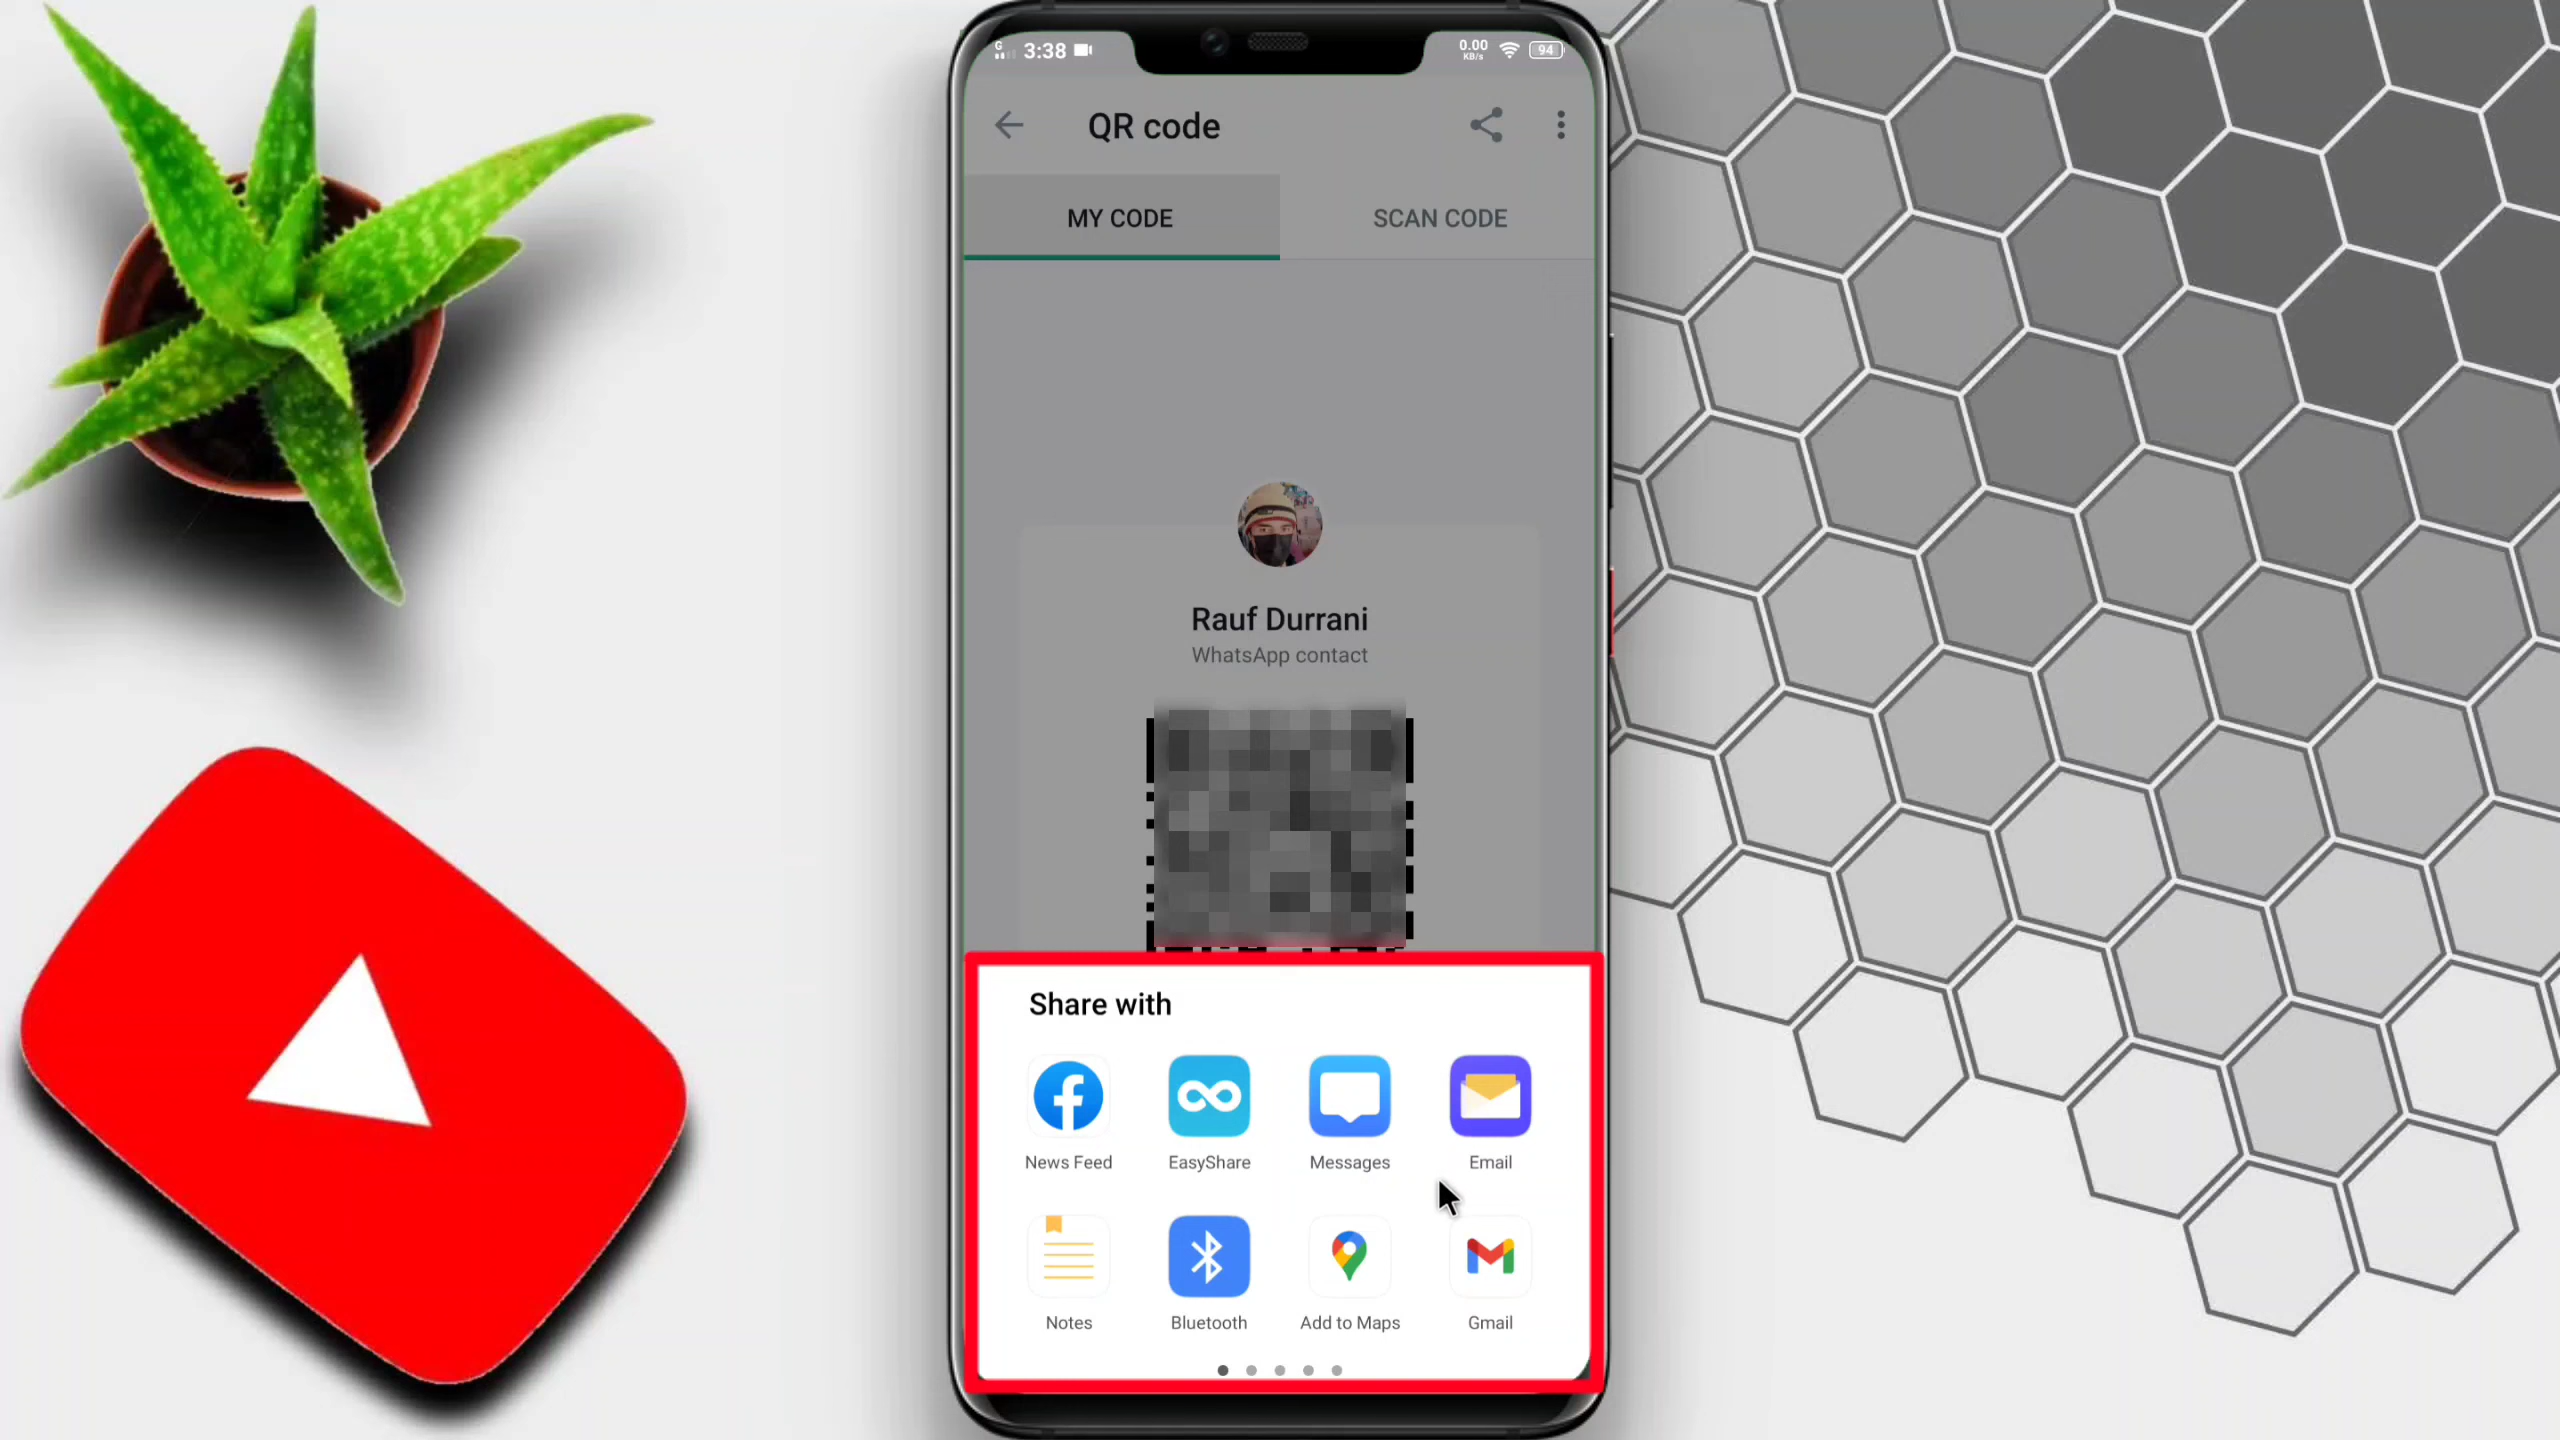 G 3:38 0.00 KB/s 94
QR code
MY CODE SCAN CODE
Rauf Durrani
WhatsApp contact
Share with
News Feed EasyShare Messages Email
Notes Bluetooth Add to Maps Gmail